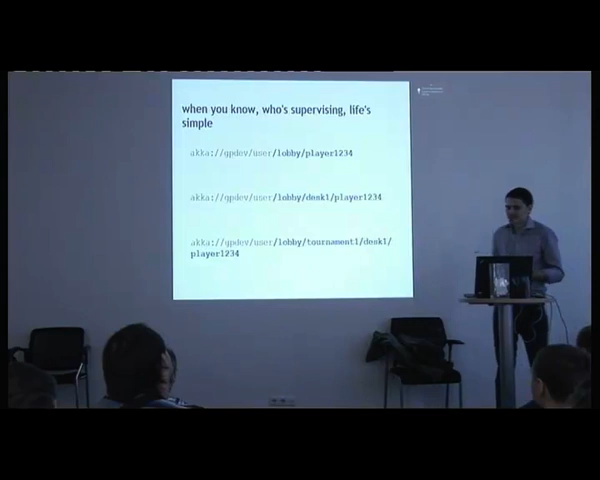 when you know, who's supervising, life's
simple
akka://gpdev/user/lobby/player1234
akka://gpdev/user/lobby/desk1/player1234
akka://gpdev/user/lobby/tournament1/desk1/
player1234